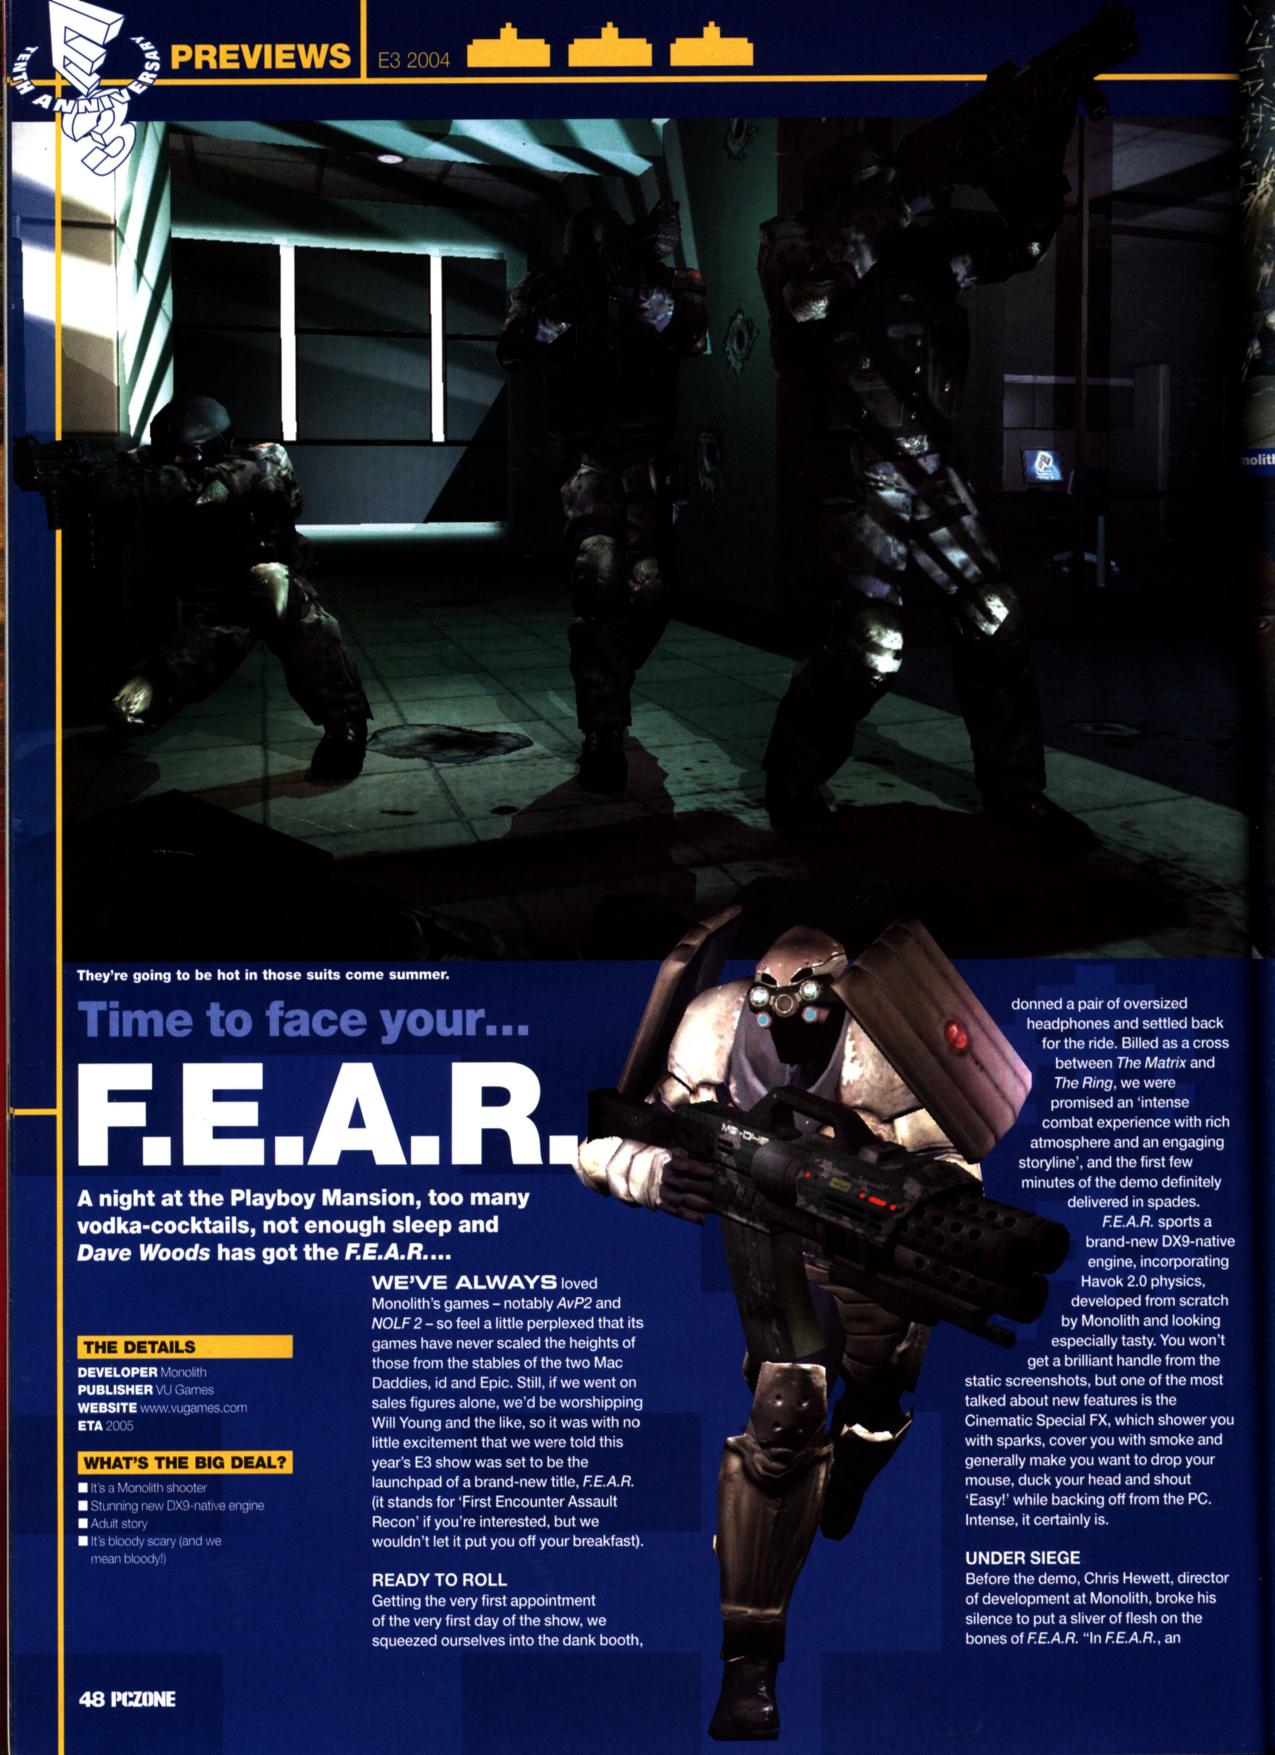 TENTH ANNIVERSARY
E3
PREVIEWS
E3 2004
nolith
They're going to be hot in those suits come summer.
Time to face your...
F.E.A.R.
A night at the Playboy Mansion, too many
vodka-cocktails, not enough sleep and
Dave Woods has got the F.E.A.R....
THE DETAILS
DEVELOPER Monolith
PUBLISHER VU Games
WEBSITE www.vugames.com
ETA 2005
WHAT'S THE BIG DEAL?
■ It's a Monolith shooter
■ Stunning new DX9-native engine
■ Adult story
■ It's bloody scary (and we
mean bloody!)
WE'VE ALWAYS loved
Monolith's games – notably AvP2 and
NOLF 2 – so feel a little perplexed that its
games have never scaled the heights of
those from the stables of the two Mac
Daddies, id and Epic. Still, if we went on
sales figures alone, we'd be worshipping
Will Young and the like, so it was with no
little excitement that we were told this
year's E3 show was set to be the
launchpad of a brand-new title, F.E.A.R.
(it stands for 'First Encounter Assault
Recon' if you're interested, but we
wouldn't let it put you off your breakfast).
READY TO ROLL
Getting the very first appointment
of the very first day of the show, we
squeezed ourselves into the dank booth,
donned a pair of oversized
headphones and settled back
for the ride. Billed as a cross
between The Matrix and
The Ring, we were
promised an 'intense
combat experience with rich
atmosphere and an engaging
storyline', and the first few
minutes of the demo definitely
delivered in spades.
F.E.A.R. sports a
brand-new DX9-native
engine, incorporating
Havok 2.0 physics,
developed from scratch
by Monolith and looking
especially tasty. You won't
get a brilliant handle from the
static screenshots, but one of the most
talked about new features is the
Cinematic Special FX, which shower you
with sparks, cover you with smoke and
generally make you want to drop your
mouse, duck your head and shout
'Easy!' while backing off from the PC.
Intense, it certainly is.
UNDER SIEGE
Before the demo, Chris Hewett, director
of development at Monolith, broke his
silence to put a sliver of flesh on the
bones of F.E.A.R. "In F.E.A.R., an
48 PCZONE